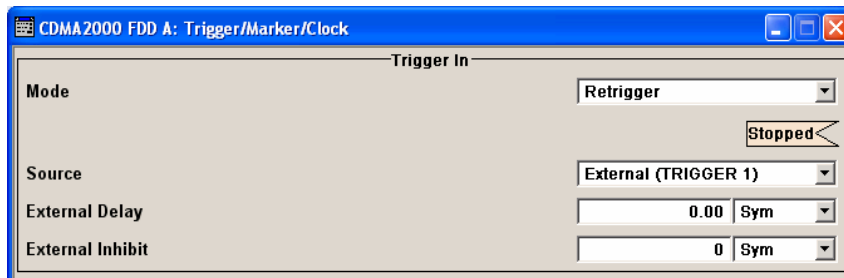 CDMA2000 FDD A: Trigger/Marker/Clock
Trigger In
Mode Retrigger
Stopped
Source External (TRIGGER 1)
External Delay 0.00 Sym
External Inhibit 0 Sym